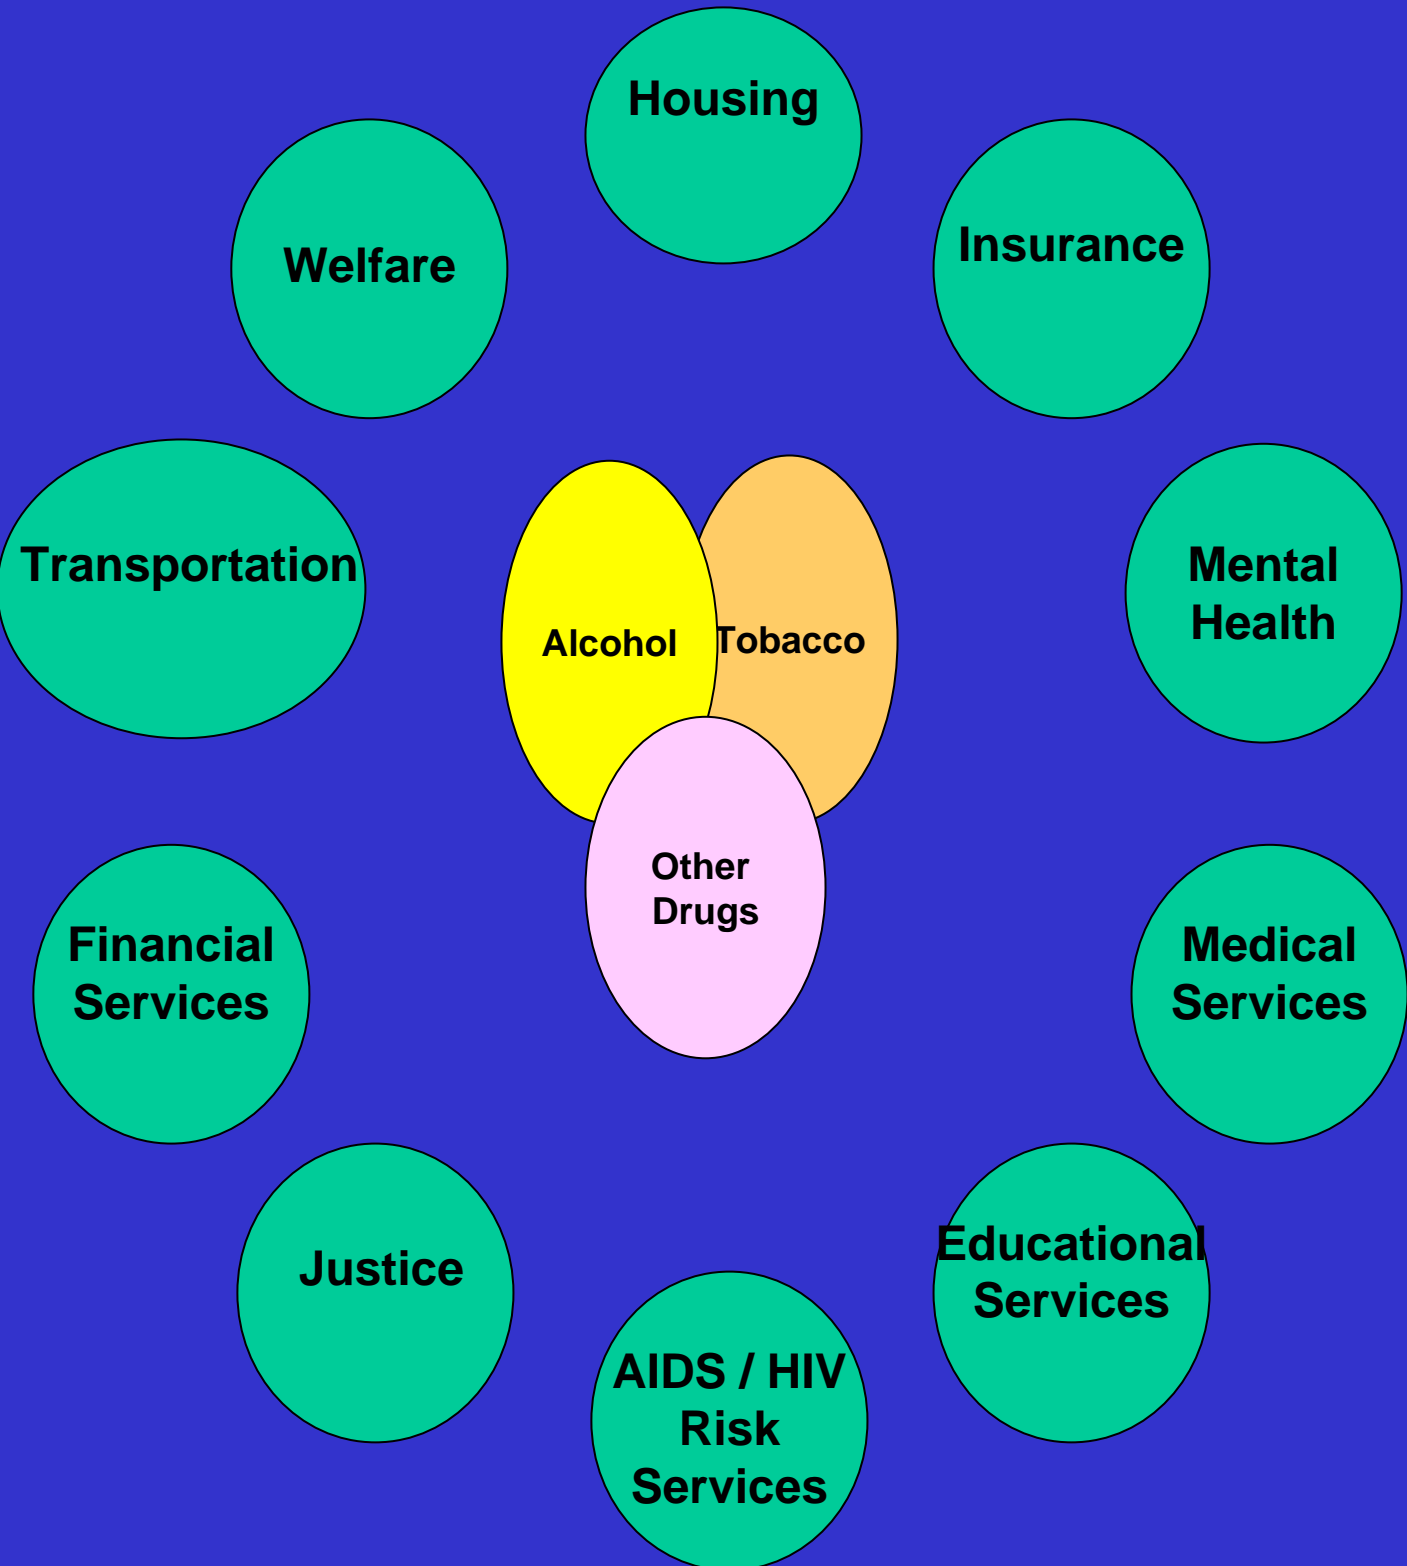 Housing
Welfare
Insurance
Transportation
Mental
Health
Alcohol
Tobacco
Other
Drugs
Financial
Services
Medical
Services
Justice
Educational
Services
AIDS / HIV
Risk
Services